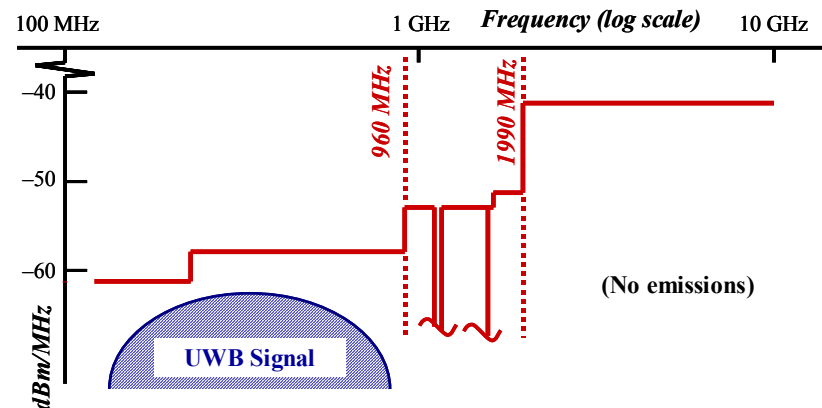 100 MHz
1 GHz
Frequency (log scale)
10 GHz
–40
–50
–60
dBm/MHz
960 MHz
1990 MHz
(No emissions)
UWB Signal